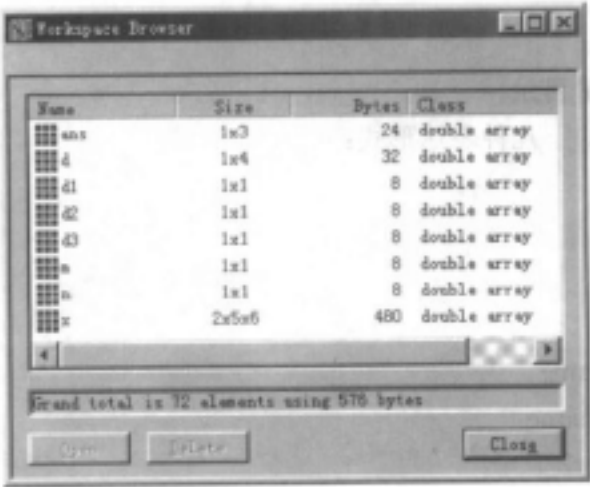 Workspace Browser
Name Size Bytes Class
ans 1x3 24 double array
d 1x4 32 double array
d1 1x1 8 double array
d2 1x1 8 double array
d3 1x1 8 double array
m 1x1 8 double array
n 1x1 8 double array
x 2x5x6 480 double array
Grand total is 72 elements using 576 bytes
Open Delete Close